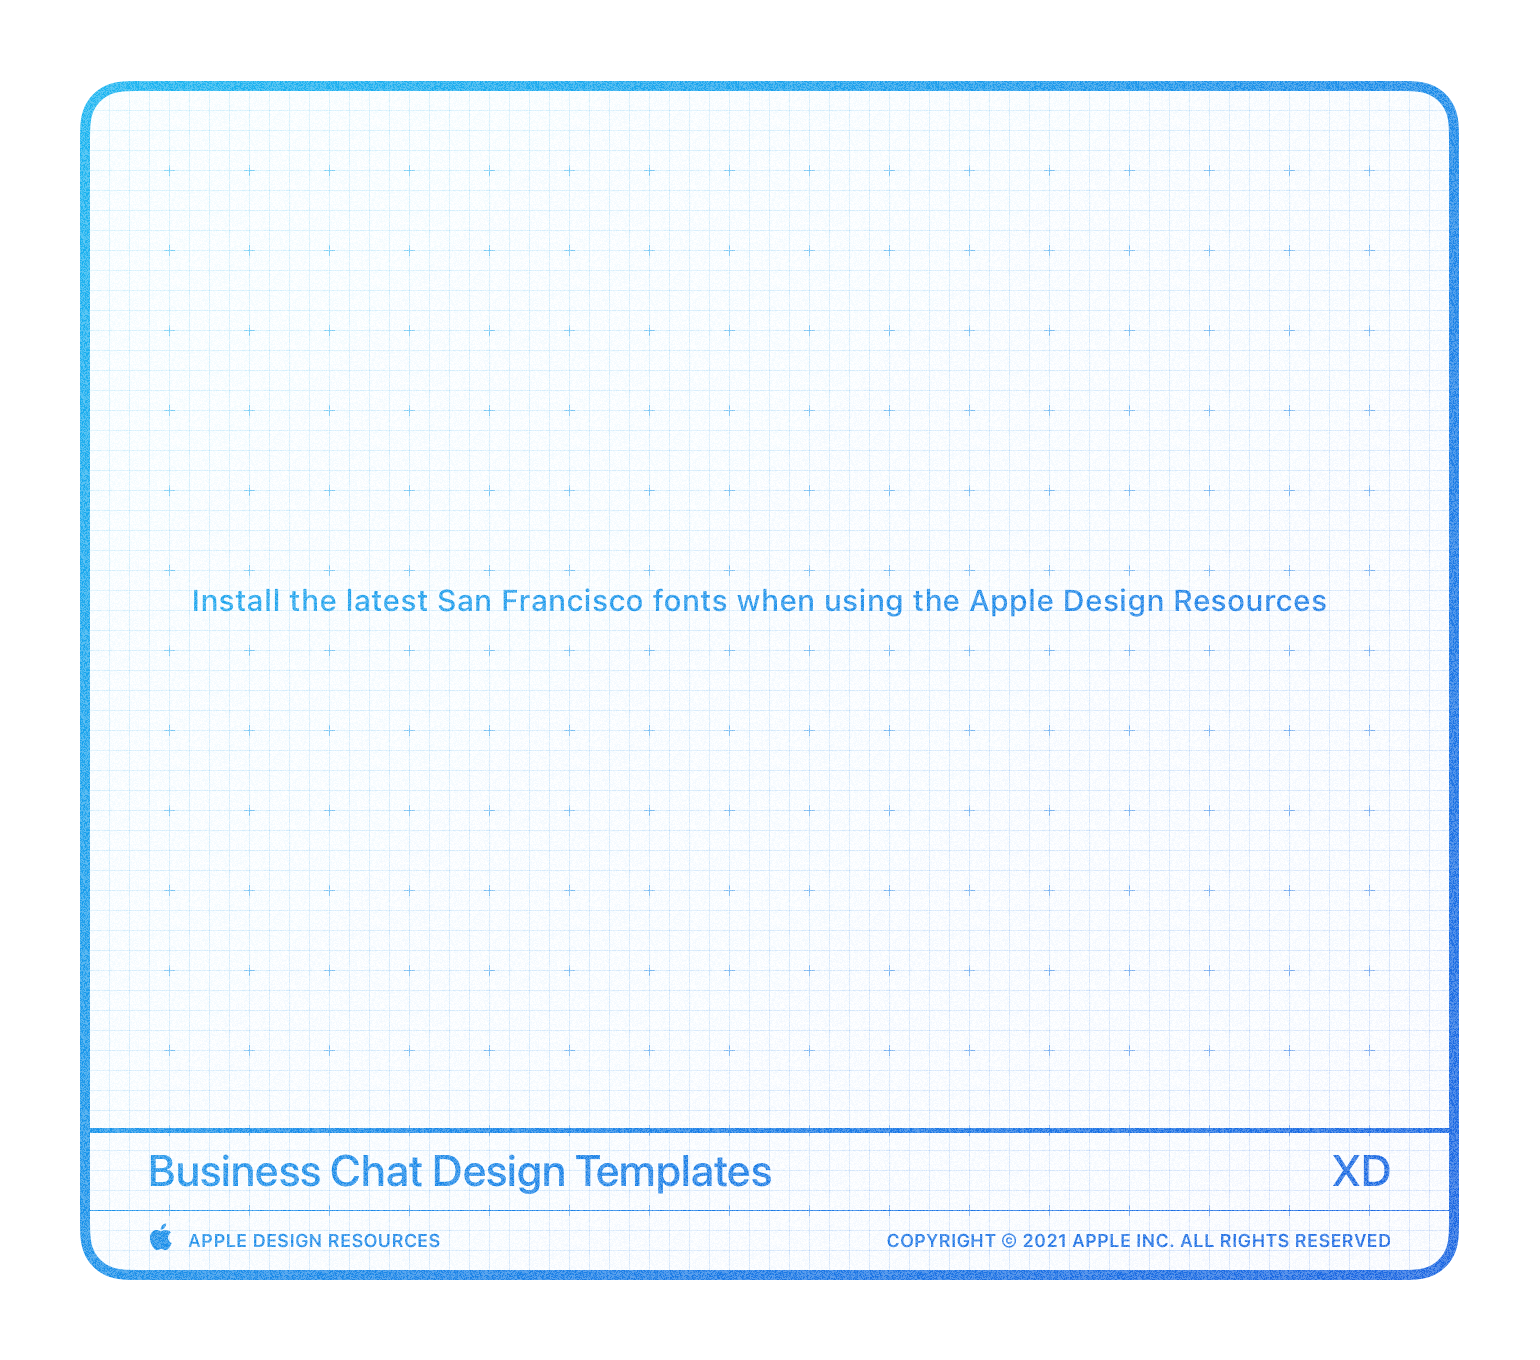 Install the latest San Francisco fonts when using the Apple Design Resources
Business Chat Design Templates XD
APPLE DESIGN RESOURCES COPYRIGHT © 2021 APPLE INC. ALL RIGHTS RESERVED